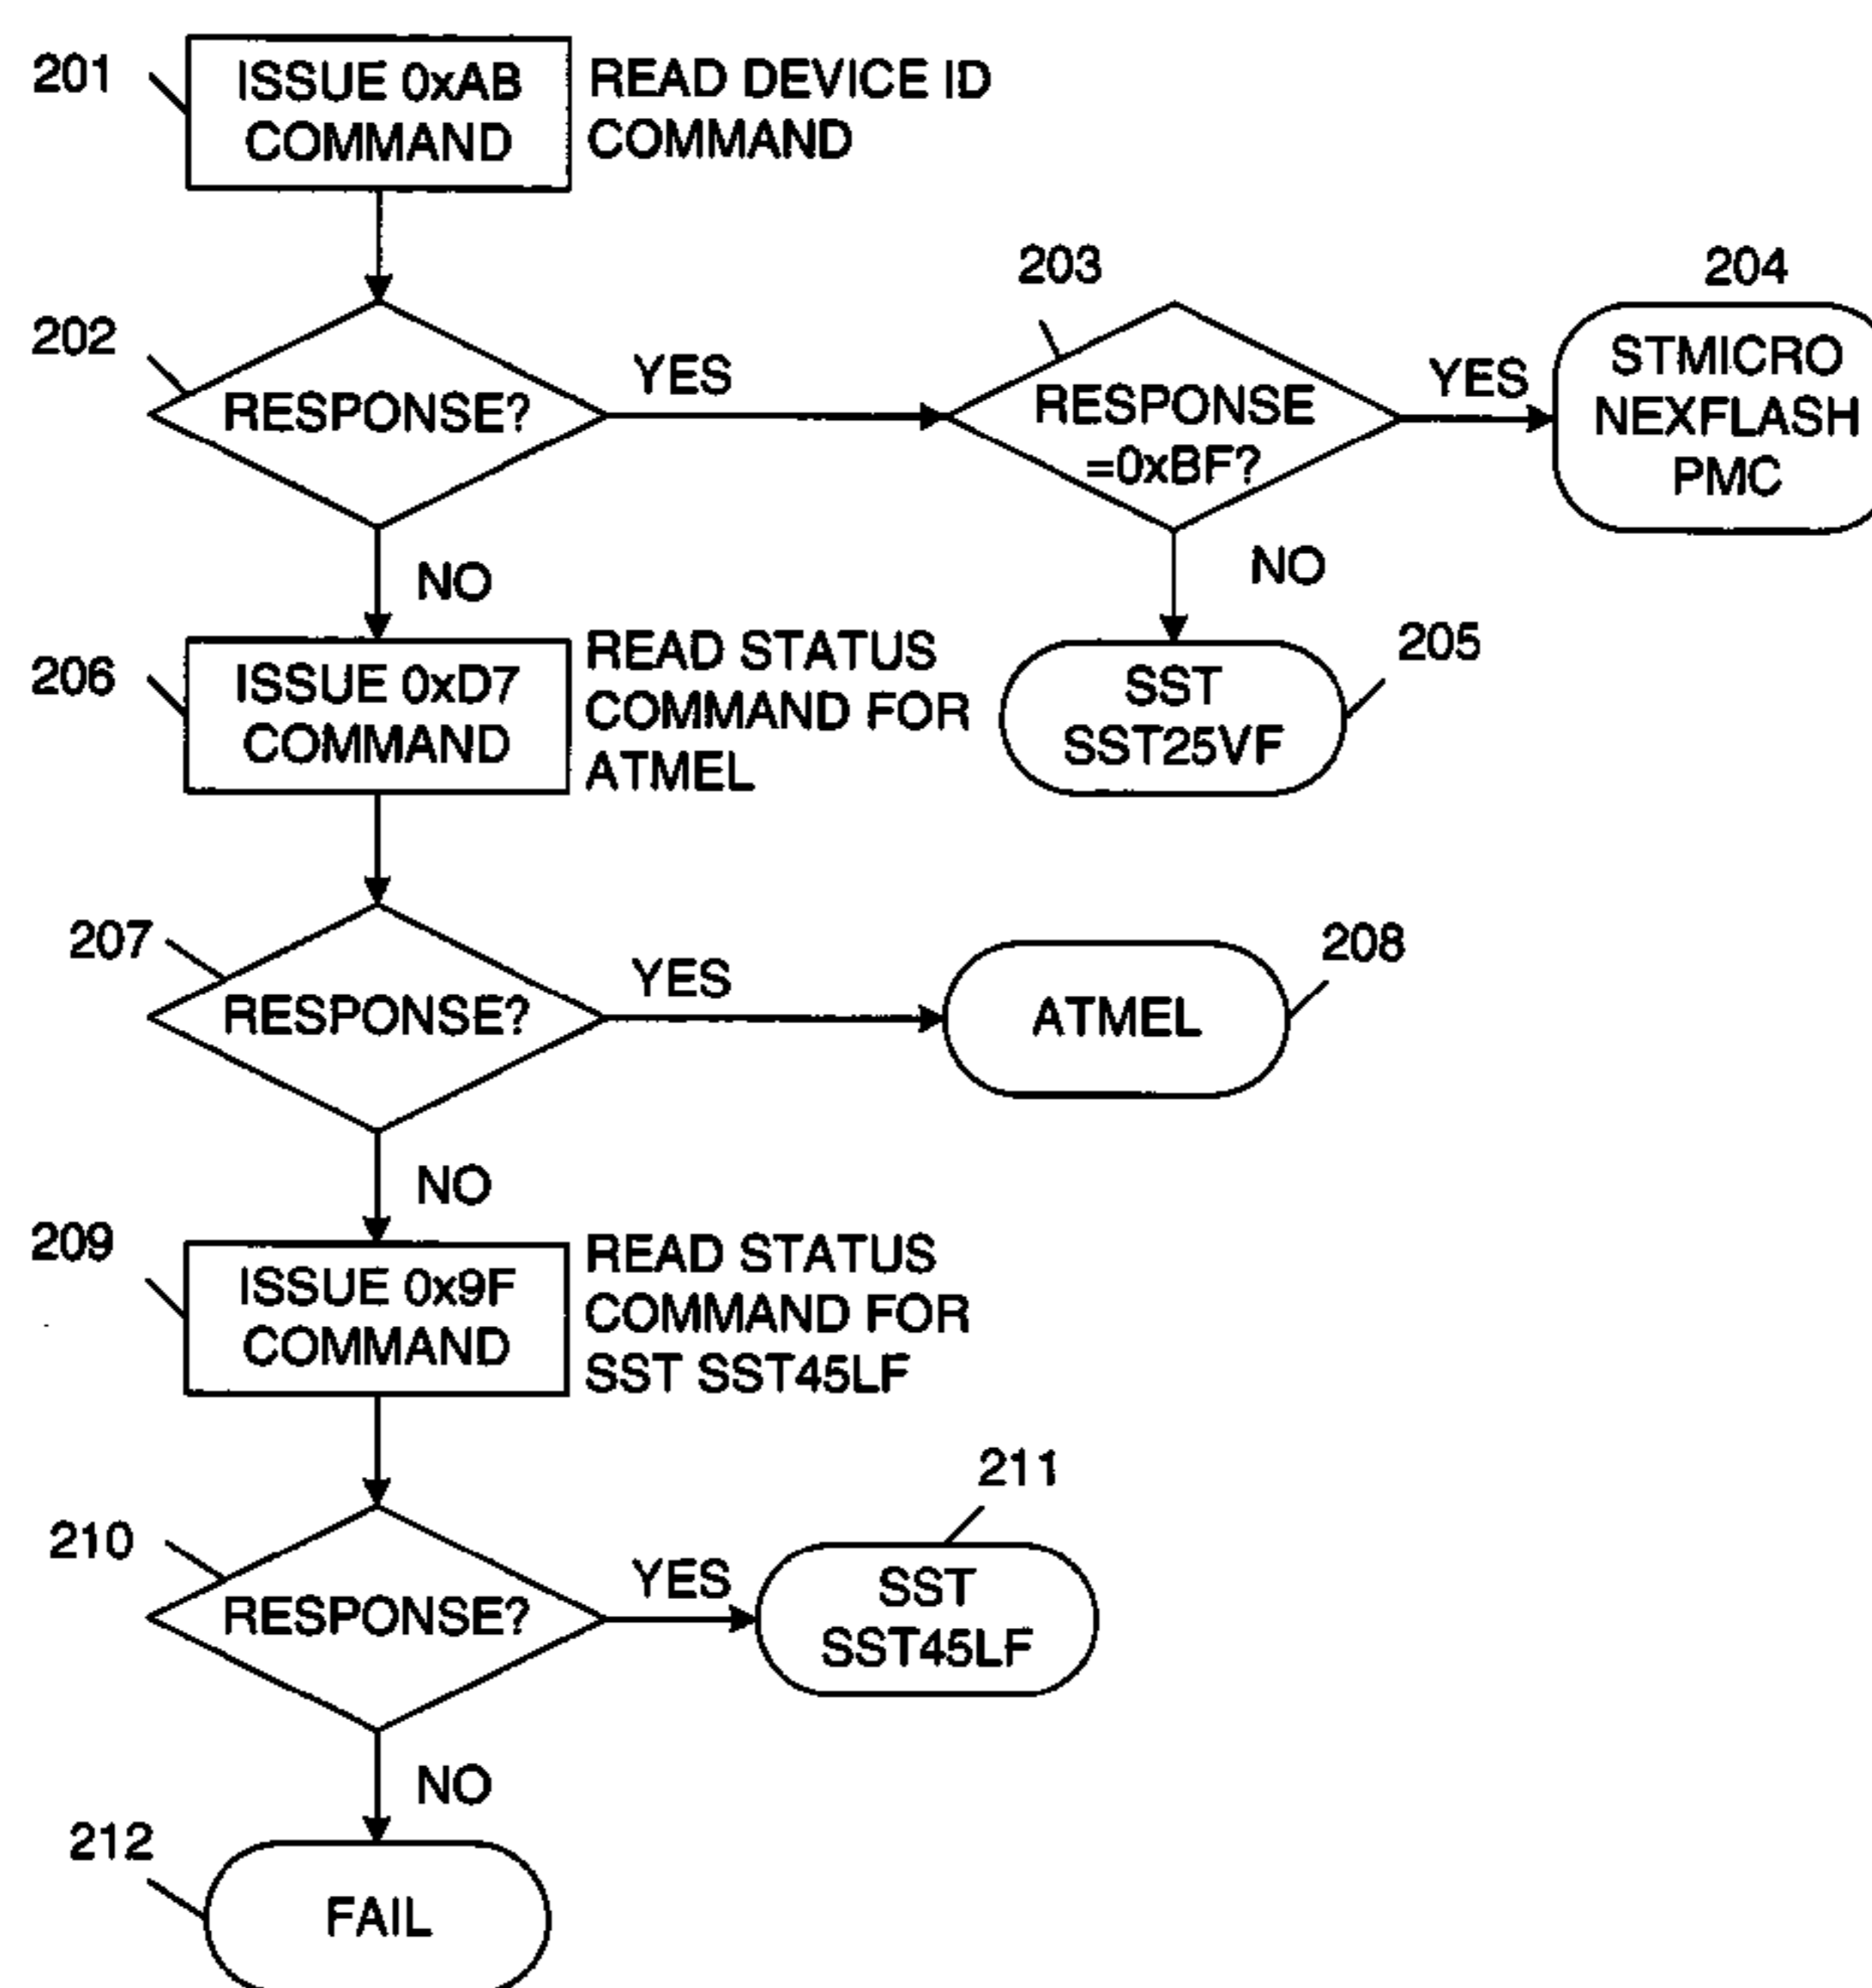 201
ISSUE 0xAB
COMMAND
READ DEVICE ID
COMMAND
202
RESPONSE?
YES
203
RESPONSE
=0xBF?
YES
204
STMICRO
NEXFLASH
PMC
NO
NO
205
SST
SST25VF
206
ISSUE 0xD7
COMMAND
READ STATUS
COMMAND FOR
ATMEL
207
RESPONSE?
YES
208
ATMEL
NO
209
ISSUE 0x9F
COMMAND
READ STATUS
COMMAND FOR
SST SST45LF
210
RESPONSE?
YES
211
SST
SST45LF
NO
212
FAIL